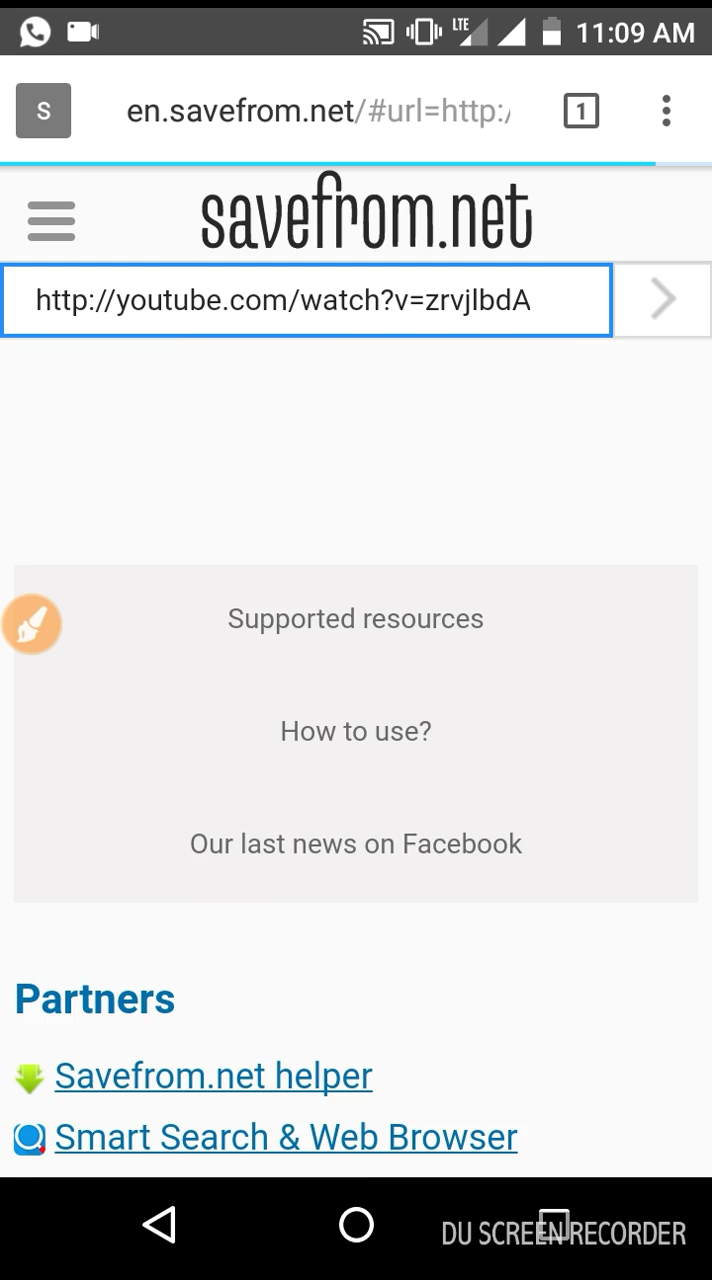 LTE 11:09 AM
S en.savefrom.net/#url=http:/ 1
savefrom.net
http://youtube.com/watch?v=zrvjlbdA
Supported resources
How to use?
Our last news on Facebook
Partners
Savefrom.net helper
Smart Search & Web Browser
DU SCREEN RECORDER